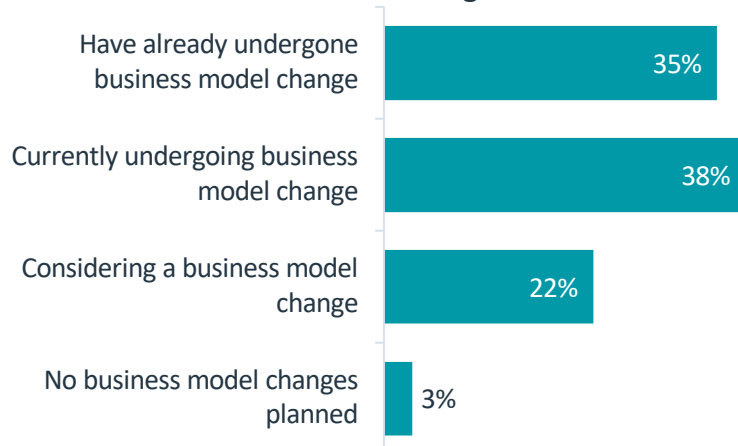 Have already undergone
business model change
35%
Currently undergoing business
model change
38%
Considering a business model
change
22%
No business model changes
planned
3%